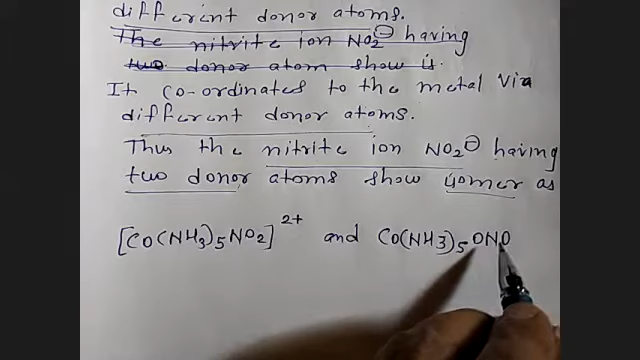 different donor atoms.
The nitrite ion NO2⊖ having
two donor atom show is.
It co-ordinates to the metal via
different donor atoms.
Thus the nitrite ion NO2⊖ having
two donor atoms show isomer as
[Co(NH3)5NO2]2+ and Co(NH3)5ONO